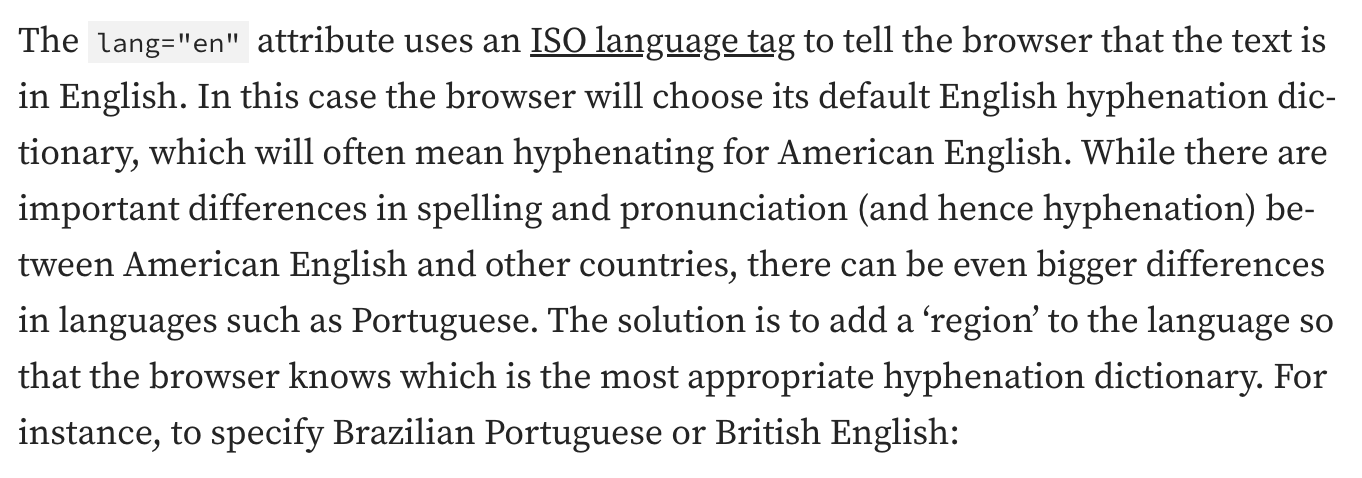 The lang="en" attribute uses an ISO language tag to tell the browser that the text is
in English. In this case the browser will choose its default English hyphenation dic-
tionary, which will often mean hyphenating for American English. While there are
important differences in spelling and pronunciation (and hence hyphenation) be-
tween American English and other countries, there can be even bigger differences
in languages such as Portuguese. The solution is to add a ‘region’ to the language so
that the browser knows which is the most appropriate hyphenation dictionary. For
instance, to specify Brazilian Portuguese or British English: